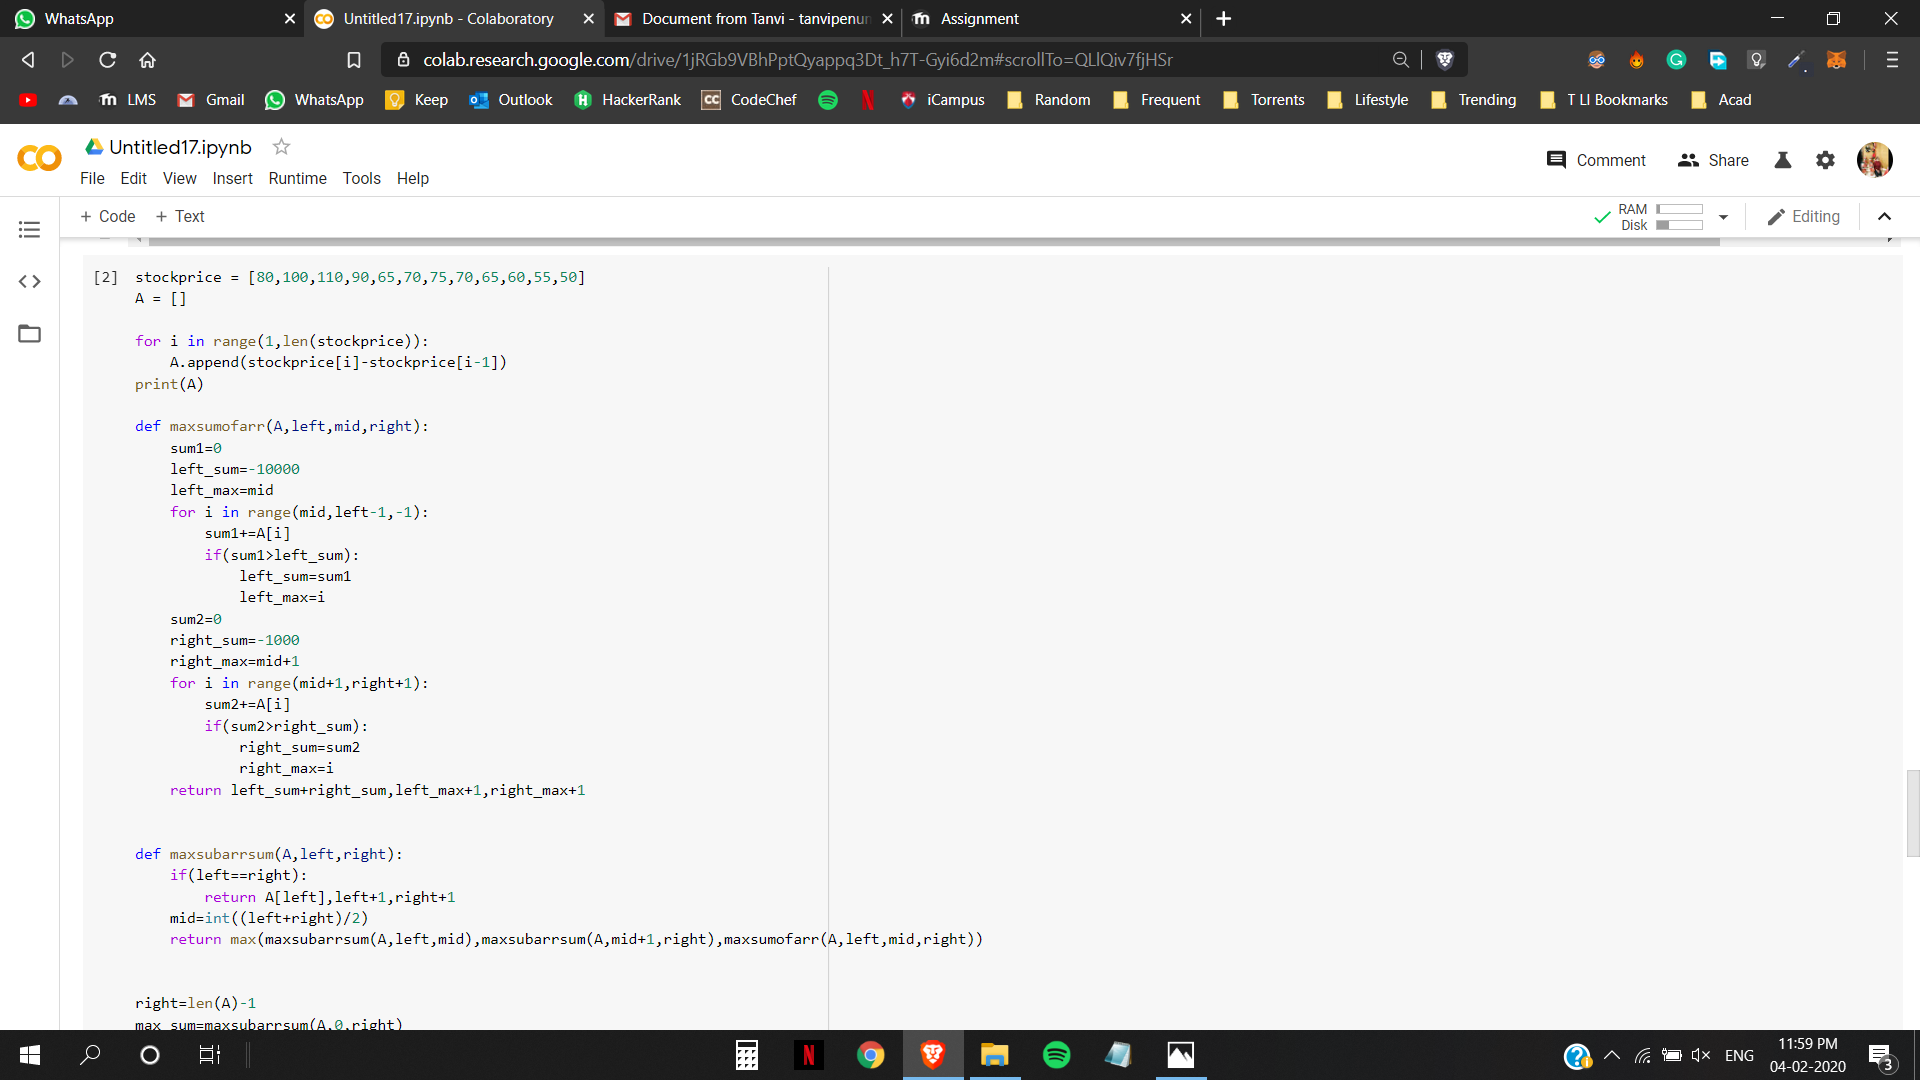 WhatsApp
Untitled17.ipynb - Colaboratory
Document from Tanvi - tanvipenun
Assignment
colab.research.google.com/drive/1jRGb9VBhPptQyappq3Dt_h7T-Gyi6d2m#scrollTo=QLlQiv7fjHSr
LMS Gmail WhatsApp Keep Outlook HackerRank CodeChef iCampus Random Frequent Torrents Lifestyle Trending T LI Bookmarks Acad
Untitled17.ipynb
Comment Share
File Edit View Insert Runtime Tools Help
+ Code + Text
RAM
Disk
Editing
[2] stockprice = [80,100,110,90,65,70,75,70,65,60,55,50]
A = []
for i in range(1,len(stockprice)):
    A.append(stockprice[i]-stockprice[i-1])
print(A)
def maxsumofarr(A,left,mid,right):
    sum1=0
    left_sum=-10000
    left_max=mid
    for i in range(mid,left-1,-1):
        sum1+=A[i]
        if(sum1>left_sum):
            left_sum=sum1
            left_max=i
    sum2=0
    right_sum=-1000
    right_max=mid+1
    for i in range(mid+1,right+1):
        sum2+=A[i]
        if(sum2>right_sum):
            right_sum=sum2
            right_max=i
    return left_sum+right_sum,left_max+1,right_max+1
def maxsubarrsum(A,left,right):
    if(left==right):
        return A[left],left+1,right+1
    mid=int((left+right)/2)
    return max(maxsubarrsum(A,left,mid),maxsubarrsum(A,mid+1,right),maxsumofarr(A,left,mid,right))
right=len(A)-1
max_sum=maxsubarrsum(A,0,right)
ENG
11:59 PM
04-02-2020
3